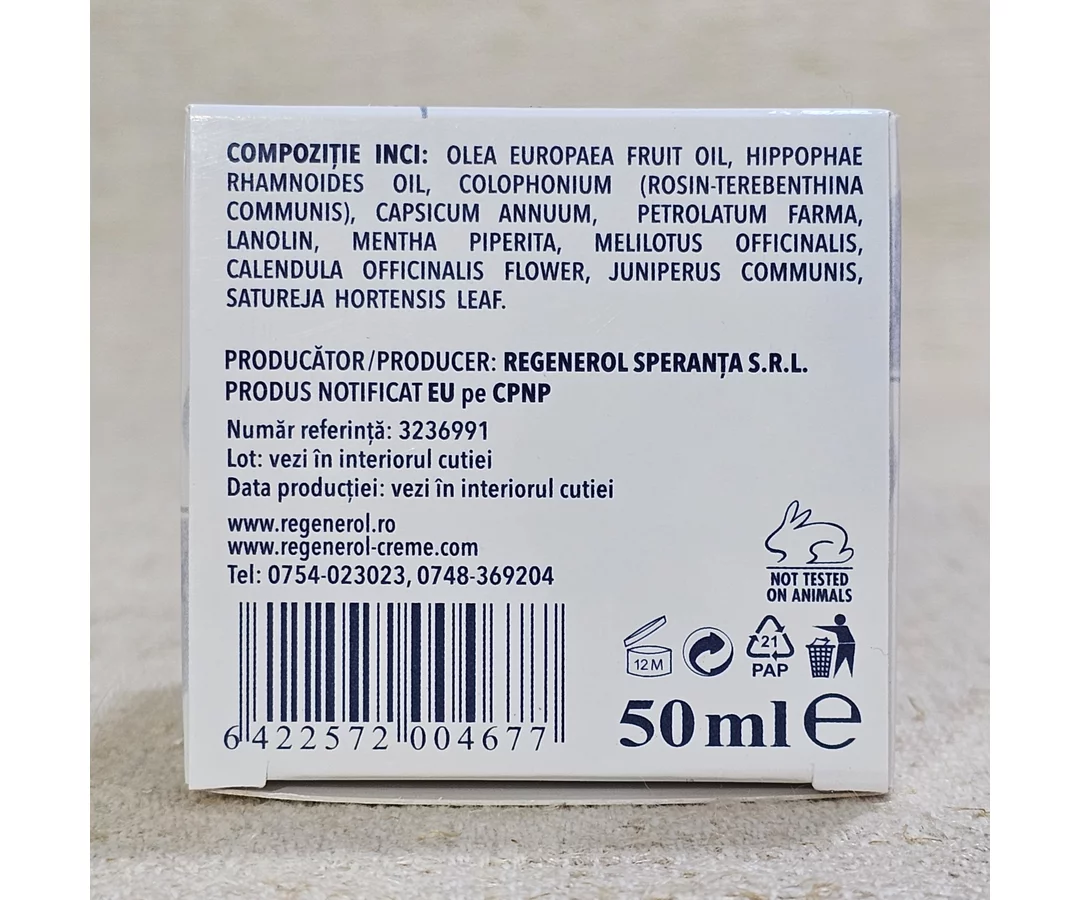 COMPOZIȚIE INCI: OLEA EUROPAEA FRUIT OIL, HIPPOPHAE
RHAMNOIDES OIL, COLOPHONIUM (ROSIN-TEREBENTHINA
COMMUNIS), CAPSICUM ANNUUM, PETROLATUM FARMA,
LANOLIN, MENTHA PIPERITA, MELILOTUS OFFICINALIS,
CALENDULA OFFICINALIS FLOWER, JUNIPERUS COMMUNIS,
SATUREJA HORTENSIS LEAF.
PRODUCĂTOR/PRODUCER: REGENEROL SPERANȚA S.R.L.
PRODUS NOTIFICAT EU pe CPNP
Număr referință: 3236991
Lot: vezi în interiorul cutiei
Data producției: vezi în interiorul cutiei
www.regenerol.ro
www.regenerol-creme.com
Tel: 0754-023023, 0748-369204
NOT TESTED
ON ANIMALS
12 M
21
PAP
50 ml e
6 422572 004677